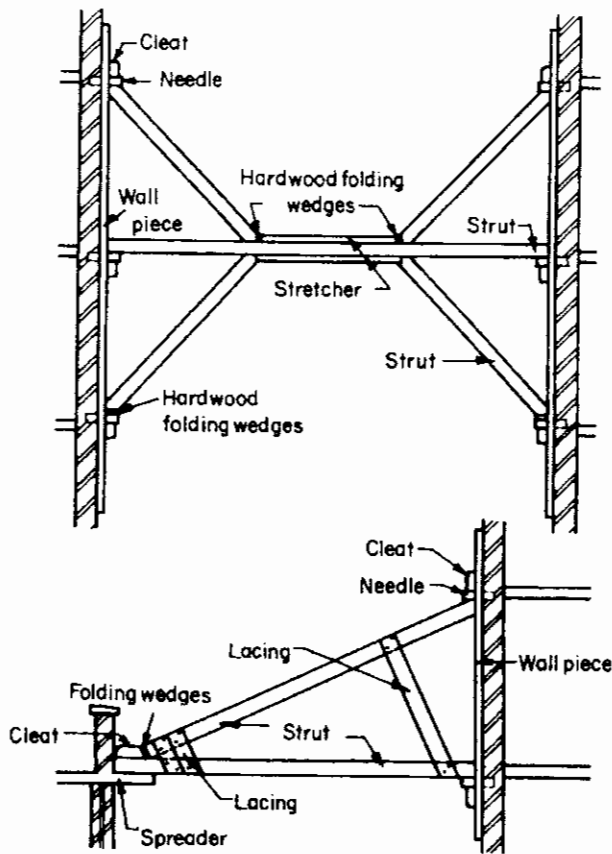 Cleat
Needle
Hardwood folding
wedges
Wall
piece
Strut
Stretcher
Strut
Hardwood
folding wedges
Cleat
Needle
Lacing
Wall piece
Folding wedges
Cleat
Strut
Lacing
Spreader